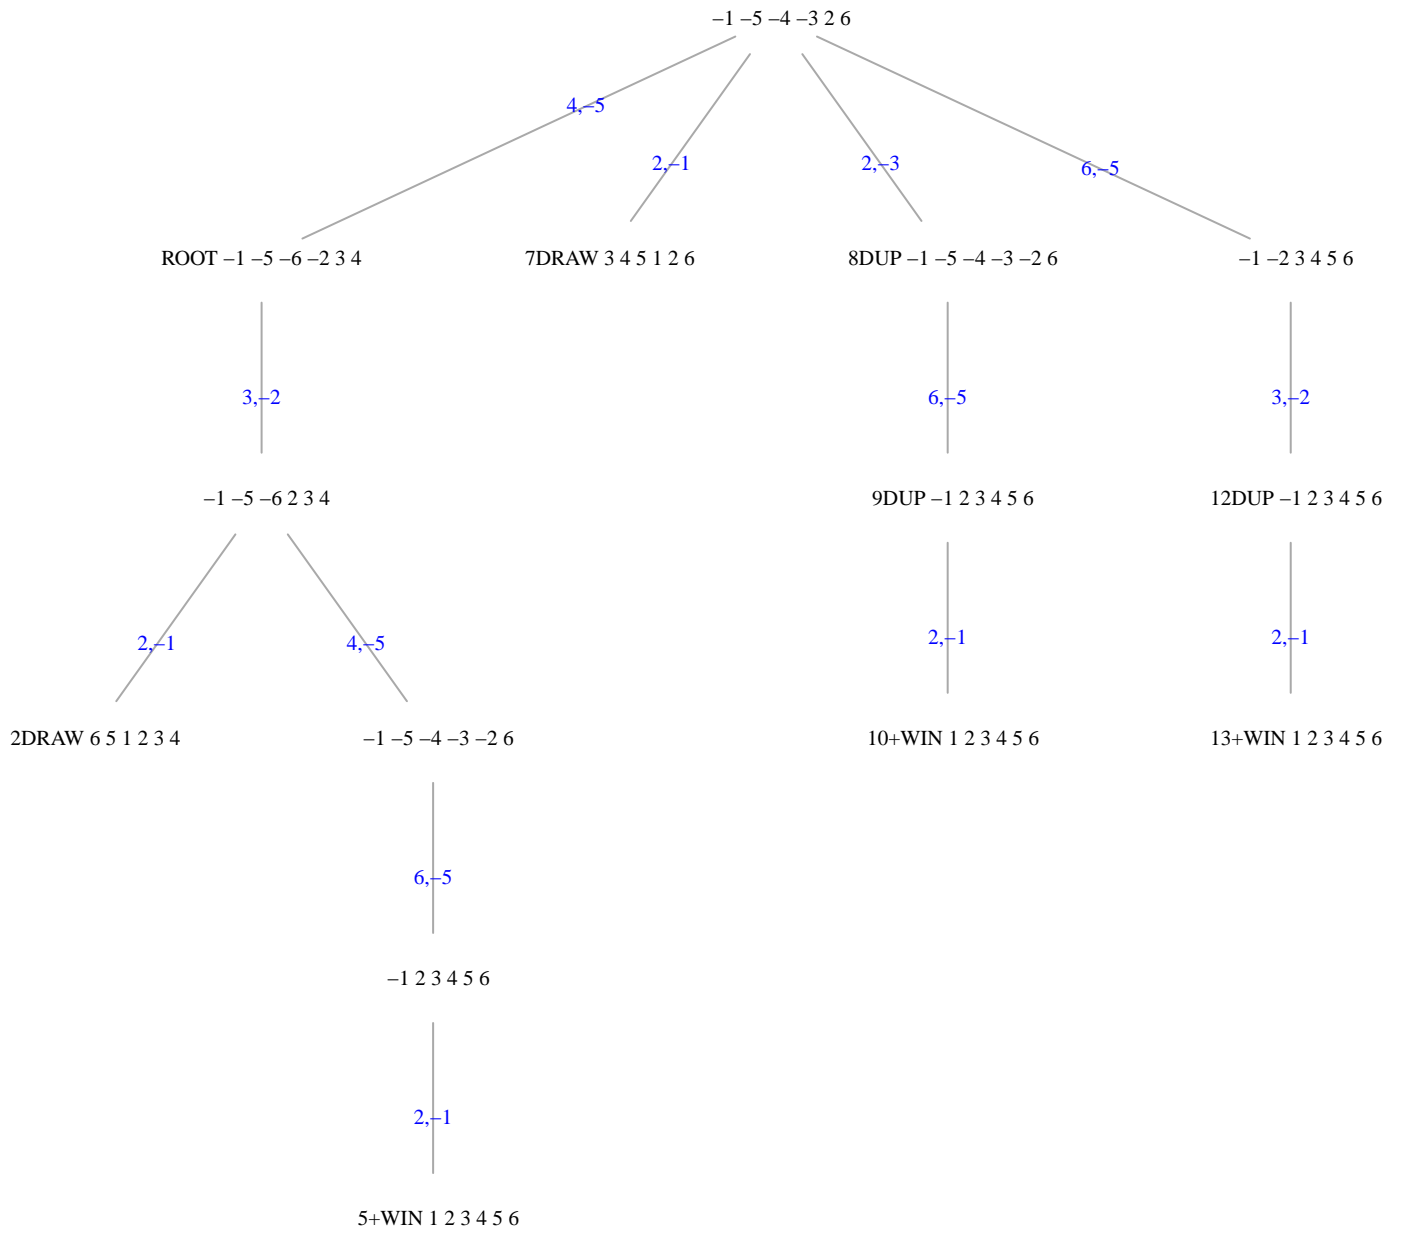 –1 –5 –4 –3 2 6
4,–5
2,–1
2,–3
6,–5
ROOT –1 –5 –6 –2 3 4
7DRAW 3 4 5 1 2 6
8DUP –1 –5 –4 –3 –2 6
–1 –2 3 4 5 6
3,–2
6,–5
3,–2
–1 –5 –6 2 3 4
9DUP –1 2 3 4 5 6
12DUP –1 2 3 4 5 6
2,–1
4,–5
2,–1
2,–1
2DRAW 6 5 1 2 3 4
–1 –5 –4 –3 –2 6
10+WIN 1 2 3 4 5 6
13+WIN 1 2 3 4 5 6
6,–5
–1 2 3 4 5 6
2,–1
5+WIN 1 2 3 4 5 6